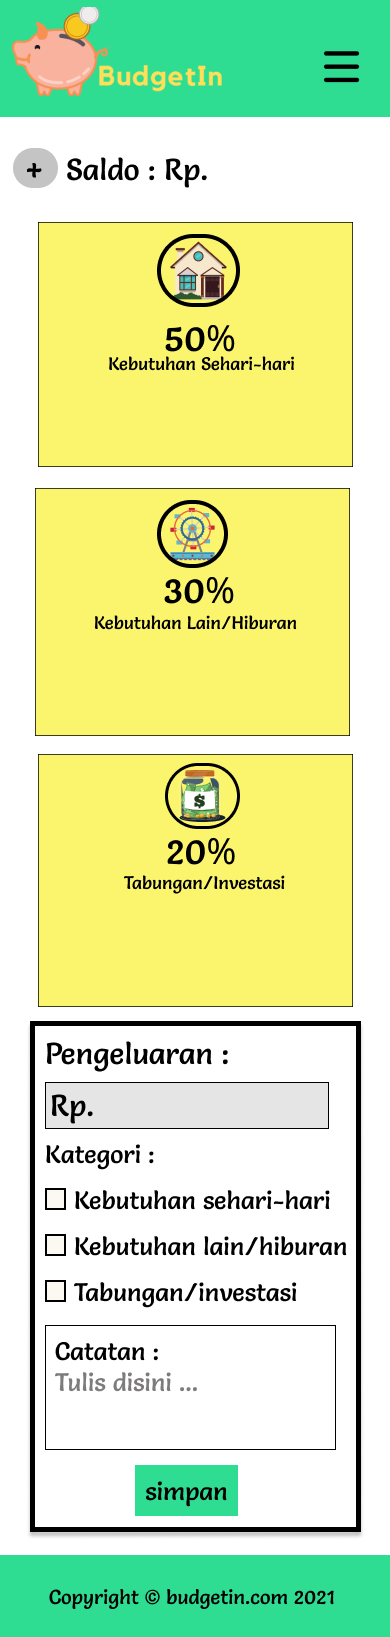 BudgetIn
+ Saldo : Rp.
50%
Kebutuhan Sehari-hari
30%
Kebutuhan Lain/Hiburan
$
20%
Tabungan/Investasi
Pengeluaran :
Rp.
Kategori :
Kebutuhan sehari-hari
Kebutuhan lain/hiburan
Tabungan/investasi
Catatan :
Tulis disini ...
simpan
Copyright © budgetin.com 2021